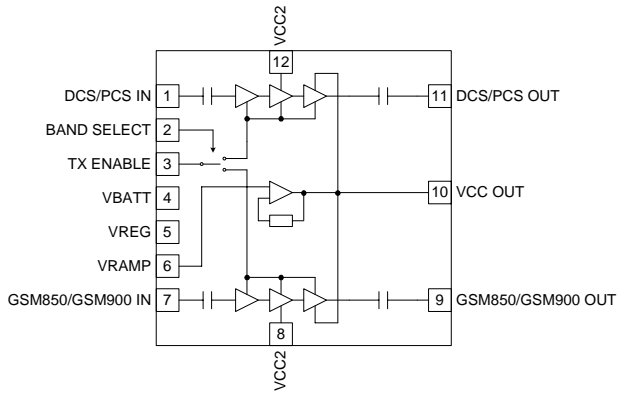 VCC2
12
DCS/PCS IN 1
11 DCS/PCS OUT
BAND SELECT 2
TX ENABLE 3
VBATT 4
10 VCC OUT
VREG 5
VRAMP 6
GSM850/GSM900 IN 7
9 GSM850/GSM900 OUT
8
VCC2